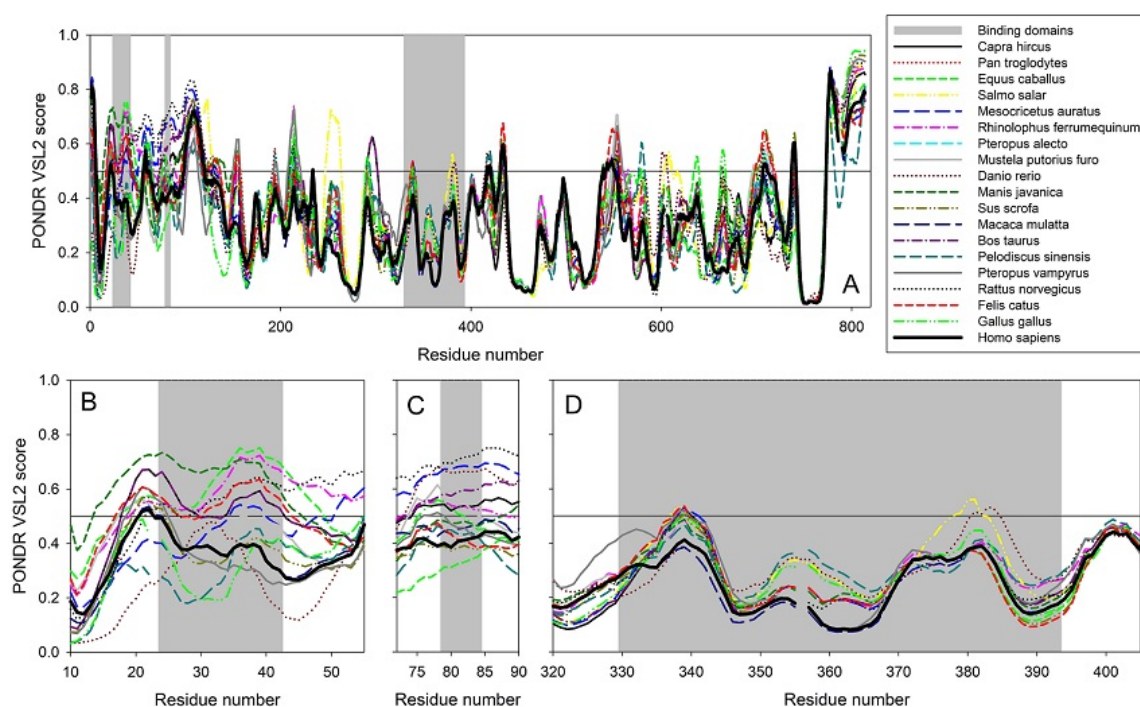 PONDR VSL2 score
1.0
0.8
0.6
0.4
0.2
0.0
A
0 200 400 600 800
Residue number
Binding domains
Capra hircus
Pan troglodytes
Equus caballus
Salmo salar
Mesocricetus auratus
Rhinolophus ferrumequinum
Pteropus alecto
Mustela putorius furo
Danio rerio
Manis javanica
Sus scrofa
Macaca mulatta
Bos taurus
Pelodiscus sinensis
Pteropus vampyrus
Rattus norvegicus
Felis catus
Gallus gallus
Homo sapiens
PONDR VSL2 score
1.0
0.8
0.6
0.4
0.2
0.0
B
10 20 30 40 50
Residue number
C
75 80 85 90
Residue number
D
320 330 340 350 360 370 380 390 400
Residue number